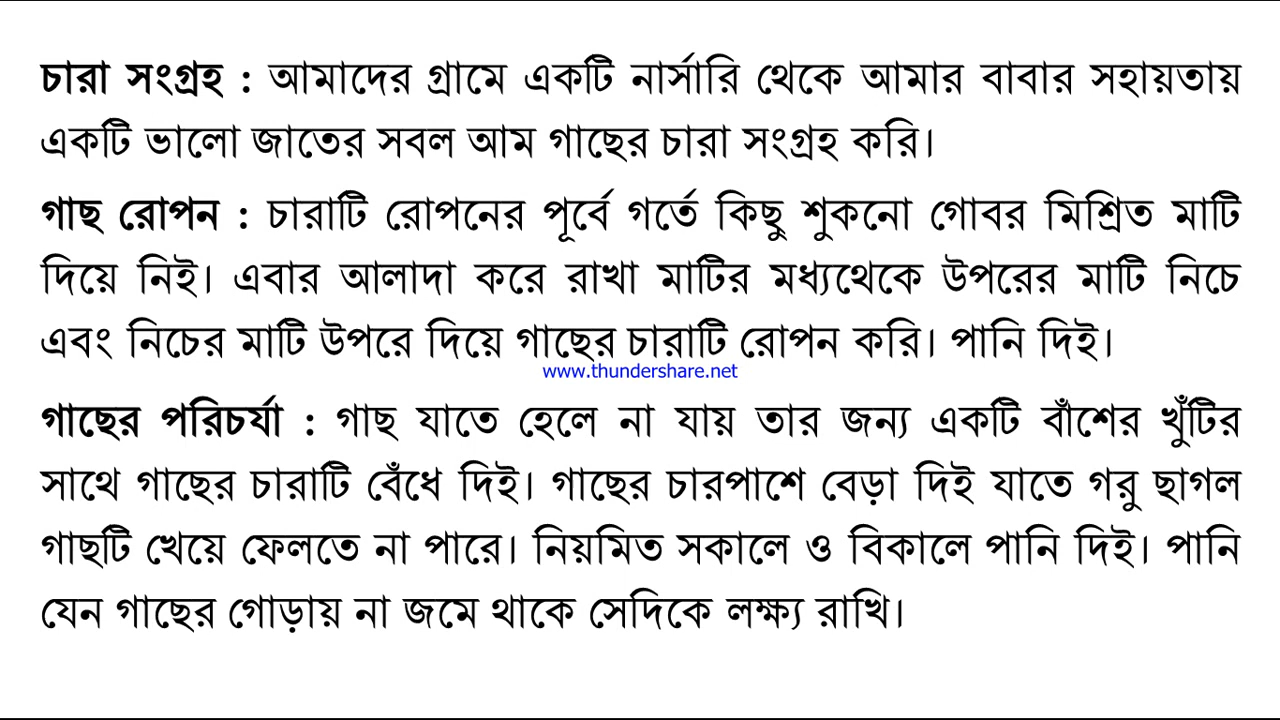 চারা সংগ্রহ : আমাদের গ্রামে একটি নার্সারি থেকে আমার বাবার সহায়তায়
একটি ভালো জাতের সবল আম গাছের চারা সংগ্রহ করি।
গাছ রোপন : চারাটি রোপনের পূর্বে গর্তে কিছু শুকনো গোবর মিশ্রিত মাটি
দিয়ে নিই। এবার আলাদা করে রাখা মাটির মধ্যথেকে উপরের মাটি নিচে
এবং নিচের মাটি উপরে দিয়ে গাছের চারাটি রোপন করি। পানি দিই।
www.thundershare.net
গাছের পরিচর্যা : গাছ যাতে হেলে না যায় তার জন্য একটি বাঁশের খুঁটির
সাথে গাছের চারাটি বেঁধে দিই। গাছের চারপাশে বেড়া দিই যাতে গরু ছাগল
গাছটি খেয়ে ফেলতে না পারে। নিয়মিত সকালে ও বিকালে পানি দিই। পানি
যেন গাছের গোড়ায় না জমে থাকে সেদিকে লক্ষ্য রাখি।